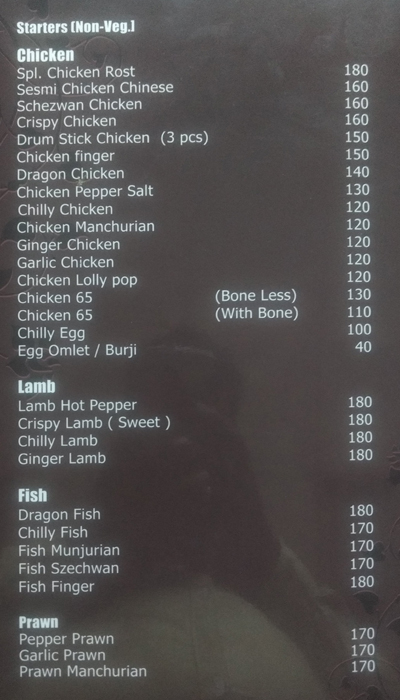 Starters (Non-Veg.)
Chicken
Spl. Chicken Rost 180
Sesmi Chicken Chinese 160
Schezwan Chicken 160
Crispy Chicken 160
Drum Stick Chicken (3 pcs) 150
Chicken finger 150
Dragon Chicken 140
Chicken Pepper Salt 130
Chilly Chicken 120
Chicken Manchurian 120
Ginger Chicken 120
Garlic Chicken 120
Chicken Lolly pop 120
Chicken 65 (Bone Less) 130
Chicken 65 (With Bone) 110
Chilly Egg 100
Egg Omlet / Burji 40
Lamb
Lamb Hot Pepper 180
Crispy Lamb ( Sweet ) 180
Chilly Lamb 180
Ginger Lamb 180
Fish
Dragon Fish 180
Chilly Fish 170
Fish Munjurian 170
Fish Szechwan 170
Fish Finger 180
Prawn
Pepper Prawn 170
Garlic Prawn 170
Prawn Manchurian 170